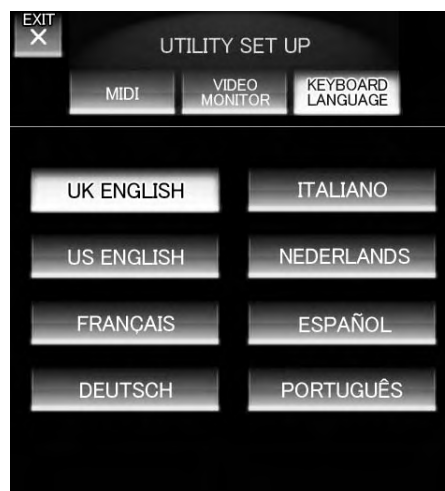 EXIT
X
UTILITY SET UP
MIDI
VIDEO
MONITOR
KEYBOARD
LANGUAGE
UK ENGLISH
ITALIANO
US ENGLISH
NEDERLANDS
FRANÇAIS
ESPAÑOL
DEUTSCH
PORTUGUÊS